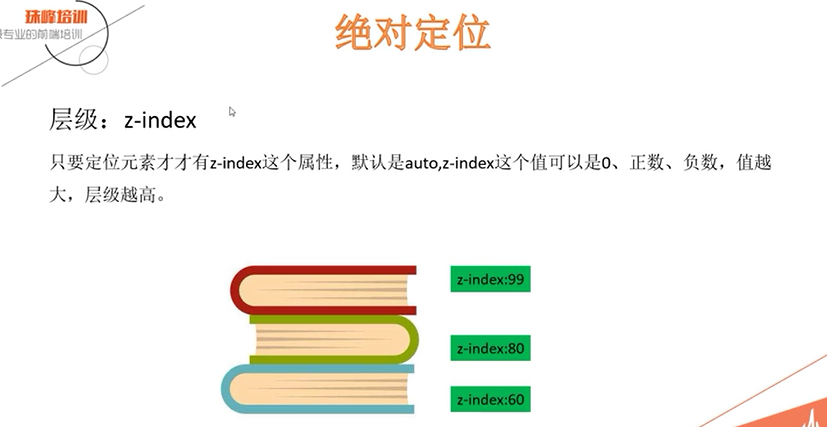 珠峰培训
最专业的前端培训
绝对定位
层级：z-index
只要定位元素才才有z-index这个属性，默认是auto,z-index这个值可以是0、正数、负数，值越
大，层级越高。
z-index:99
z-index:80
z-index:60